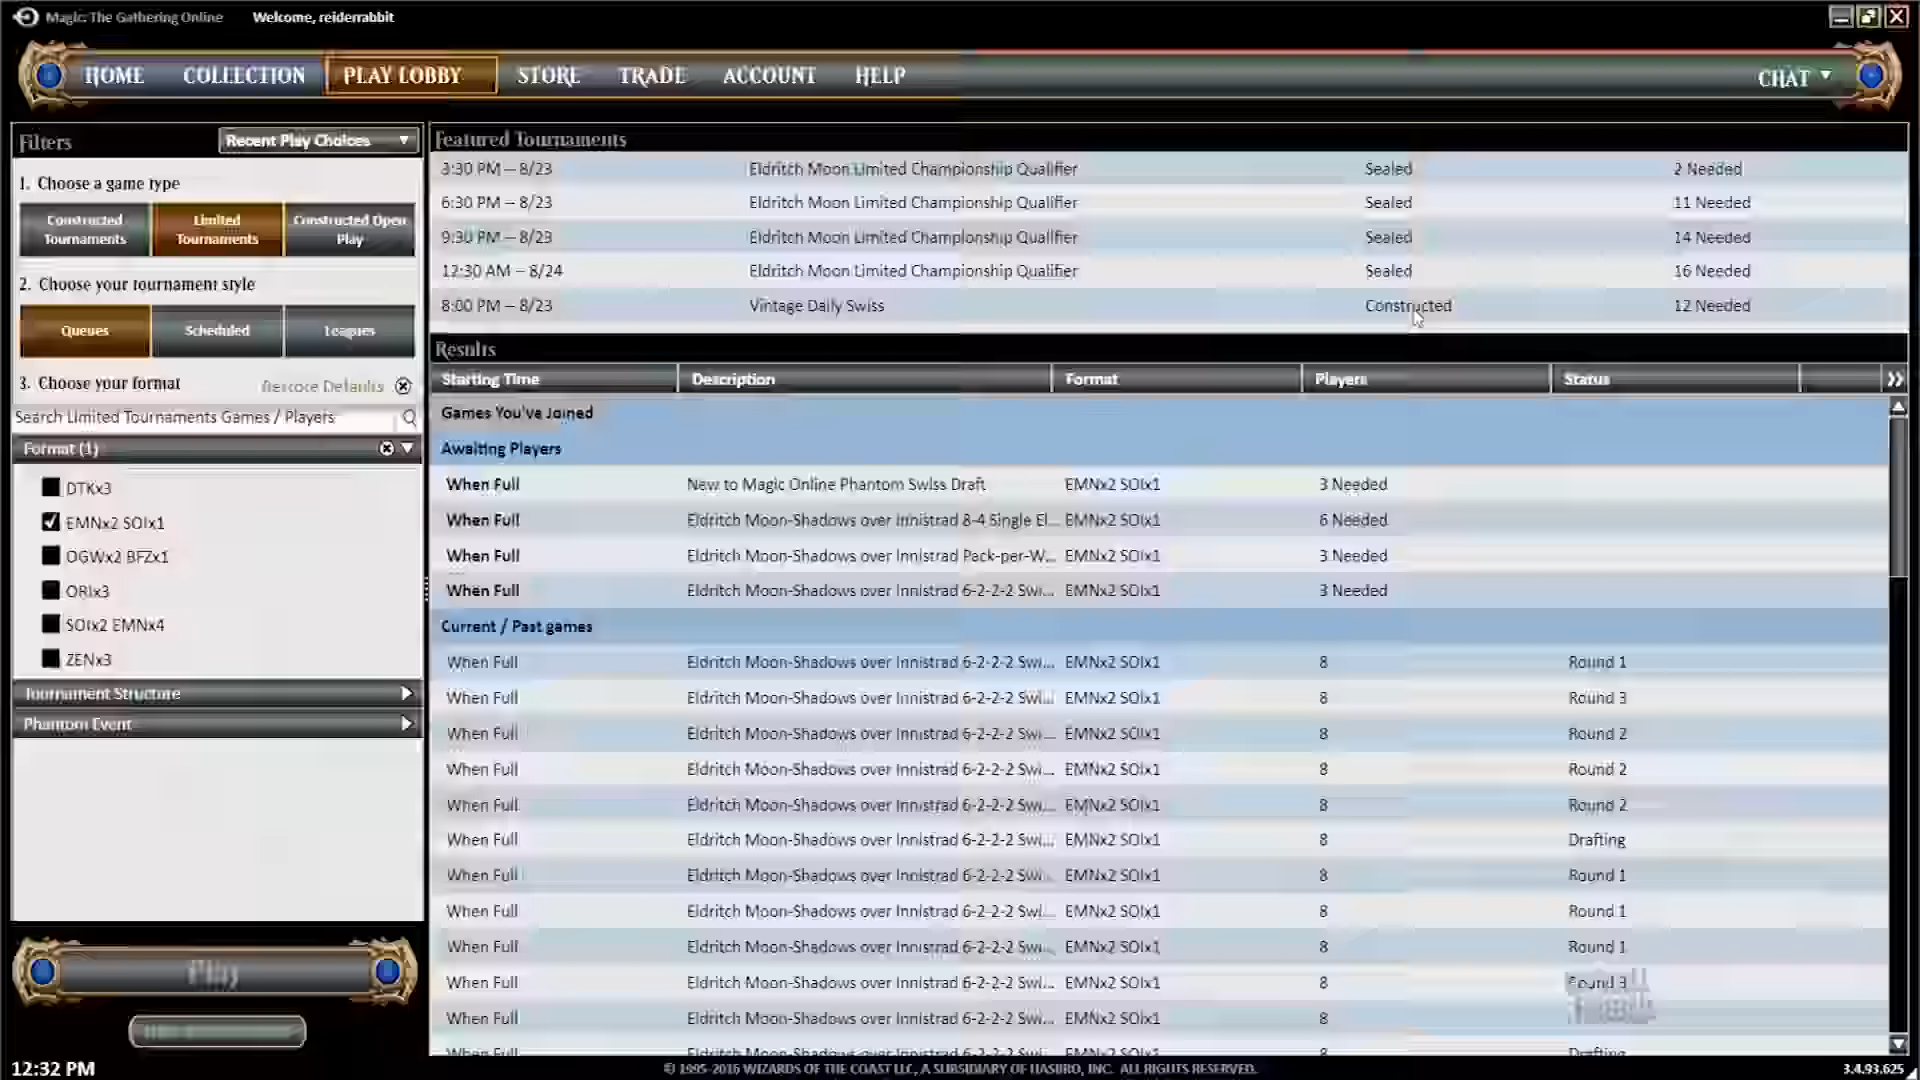 Magic: The Gathering Online Welcome, reiderrabbit
HOME COLLECTION PLAY LOBBY STORE TRADE ACCOUNT HELP CHAT
Filters Recent Play Choices
1. Choose a game type
Constructed Tournaments Limited Tournaments Constructed Open Play
2. Choose your tournament style
Queues Scheduled Leagues
3. Choose your format Restore Defaults
Search Limited Tournaments Games / Players
Format (1)
DTKx3
EMNx2 SOIx1
OGWx2 BFZx1
ORIx3
SOIx2 EMNx4
ZENx3
Tournament Structure
Phantom Event
Play
12:32 PM
Featured Tournaments
3:30 PM – 8/23 Eldritch Moon Limited Championship Qualifier Sealed 2 Needed
6:30 PM – 8/23 Eldritch Moon Limited Championship Qualifier Sealed 11 Needed
9:30 PM – 8/23 Eldritch Moon Limited Championship Qualifier Sealed 14 Needed
12:30 AM – 8/24 Eldritch Moon Limited Championship Qualifier Sealed 16 Needed
8:00 PM – 8/23 Vintage Daily Swiss Constructed 12 Needed
Results
Starting Time Description Format Players Status
Games You've Joined
Awaiting Players
When Full New to Magic Online Phantom Swiss Draft EMNx2 SOIx1 3 Needed
When Full Eldritch Moon-Shadows over Innistrad 8-4 Single El... EMNx2 SOIx1 6 Needed
When Full Eldritch Moon-Shadows over Innistrad Pack-per-W... EMNx2 SOIx1 3 Needed
When Full Eldritch Moon-Shadows over Innistrad 6-2-2-2 Swi... EMNx2 SOIx1 3 Needed
Current / Past games
When Full Eldritch Moon-Shadows over Innistrad 6-2-2-2 Swi... EMNx2 SOIx1 8 Round 1
When Full Eldritch Moon-Shadows over Innistrad 6-2-2-2 Swi... EMNx2 SOIx1 8 Round 3
When Full Eldritch Moon-Shadows over Innistrad 6-2-2-2 Swi... EMNx2 SOIx1 8 Round 2
When Full Eldritch Moon-Shadows over Innistrad 6-2-2-2 Swi... EMNx2 SOIx1 8 Round 2
When Full Eldritch Moon-Shadows over Innistrad 6-2-2-2 Swi... EMNx2 SOIx1 8 Round 2
When Full Eldritch Moon-Shadows over Innistrad 6-2-2-2 Swi... EMNx2 SOIx1 8 Drafting
When Full Eldritch Moon-Shadows over Innistrad 6-2-2-2 Swi... EMNx2 SOIx1 8 Round 1
When Full Eldritch Moon-Shadows over Innistrad 6-2-2-2 Swi... EMNx2 SOIx1 8 Round 1
When Full Eldritch Moon-Shadows over Innistrad 6-2-2-2 Swi... EMNx2 SOIx1 8 Round 1
When Full Eldritch Moon-Shadows over Innistrad 6-2-2-2 Swi... EMNx2 SOIx1 8 Round 3
When Full Eldritch Moon-Shadows over Innistrad 6-2-2-2 Swi... EMNx2 SOIx1 8
When Full Eldritch Moon-Shadows over Innistrad 6-2-2-2 Swi... EMNx2 SOIx1 8 Drafting
© 1995-2016 WIZARDS OF THE COAST LLC, A SUBSIDIARY OF HASBRO, INC. ALL RIGHTS RESERVED. 3.4.93.625